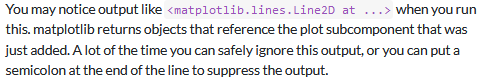 You may notice output like <matplotlib.lines.Line2D at ...> when you run
this. matplotlib returns objects that reference the plot subcomponent that was
just added. A lot of the time you can safely ignore this output, or you can put a
semicolon at the end of the line to suppress the output.